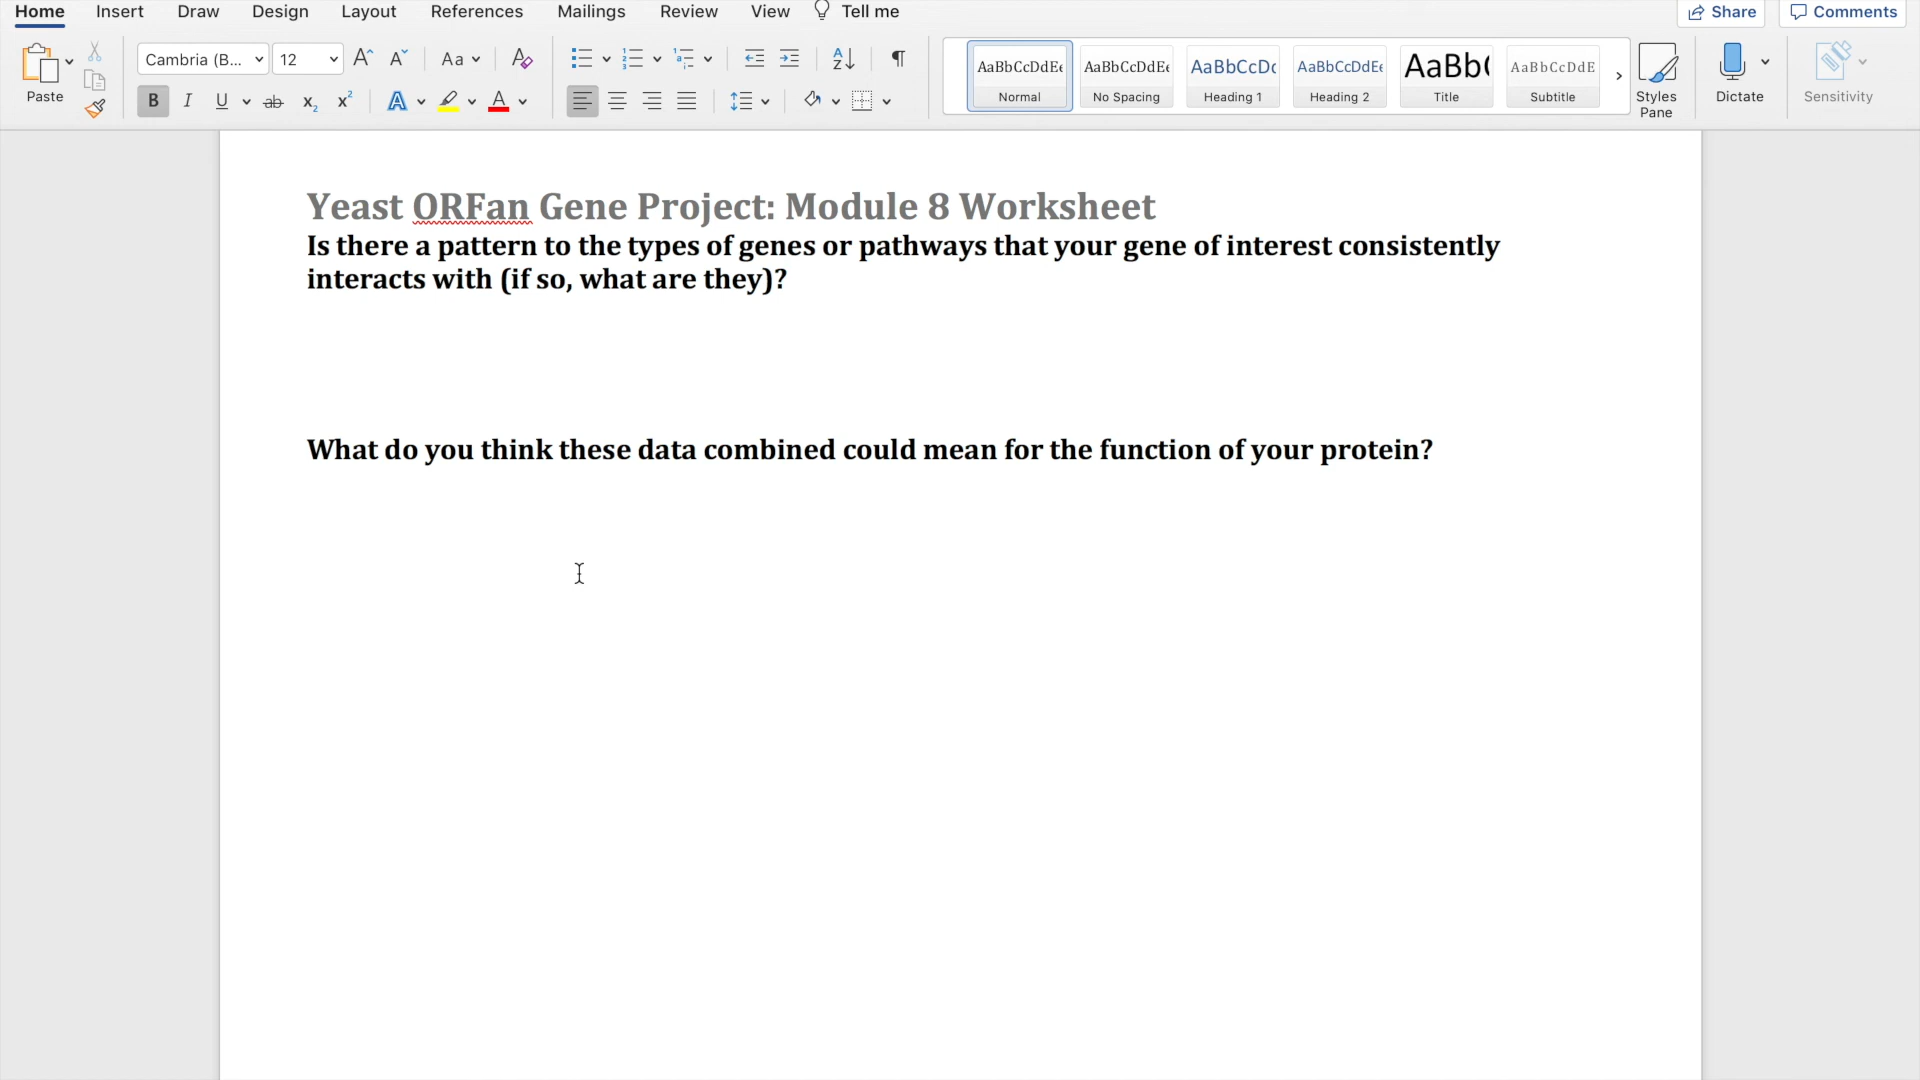 Home Insert Draw Design Layout References Mailings Review View Tell me Share Comments
Paste
Cambria (B... 12
Aa
B I U ab x₂ x² A A
AaBbCcDdEe AaBbCcDdEe AaBbCcDc AaBbCcDdEe AaBb( AaBbCcDdE
Normal No Spacing Heading 1 Heading 2 Title Subtitle
Styles Pane
Dictate
Sensitivity
Yeast ORFan Gene Project: Module 8 Worksheet
Is there a pattern to the types of genes or pathways that your gene of interest consistently
interacts with (if so, what are they)?
What do you think these data combined could mean for the function of your protein?